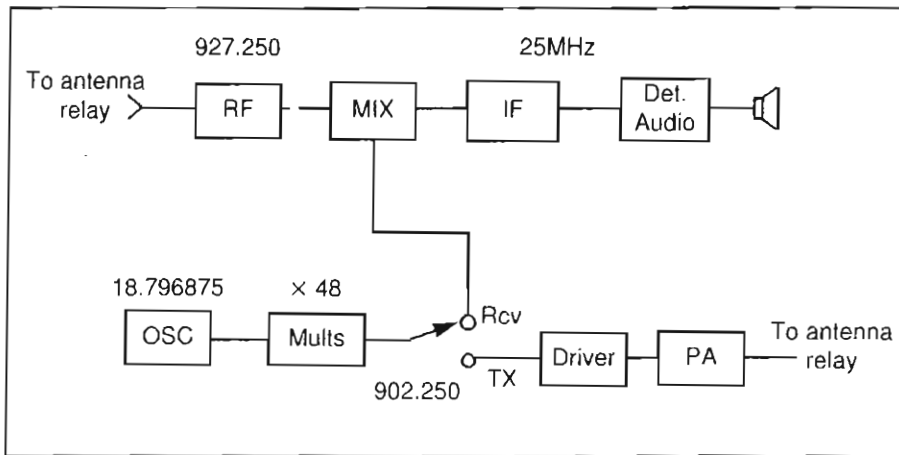 927.250
25MHz
To antenna
relay
RF
MIX
IF
Det.
Audio
18.796875
× 48
OSC
Mults
Rcv
902.250
TX
Driver
PA
To antenna
relay